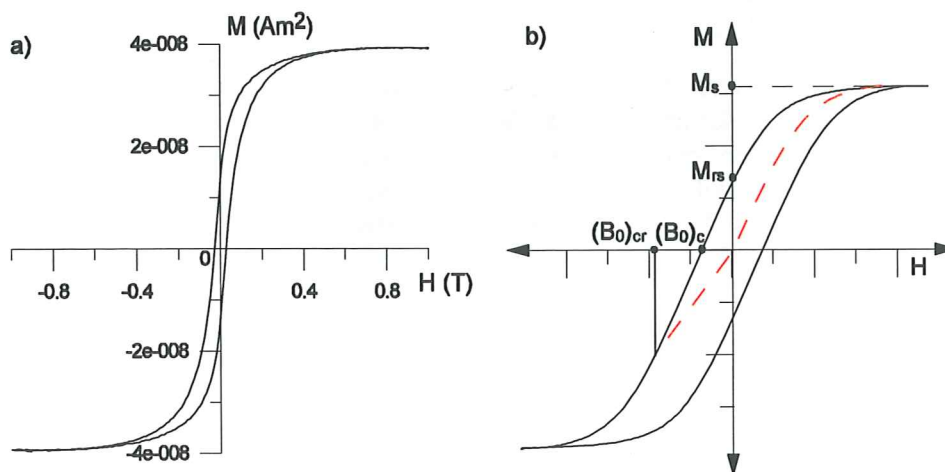 a)
M (Am²)
4e-008
2e-008
0
-0.8
-0.4
0.4
0.8
H (T)
-2e-008
-4e-008
b)
M
Ms
Mrs
(B0)cr
(B0)c
H